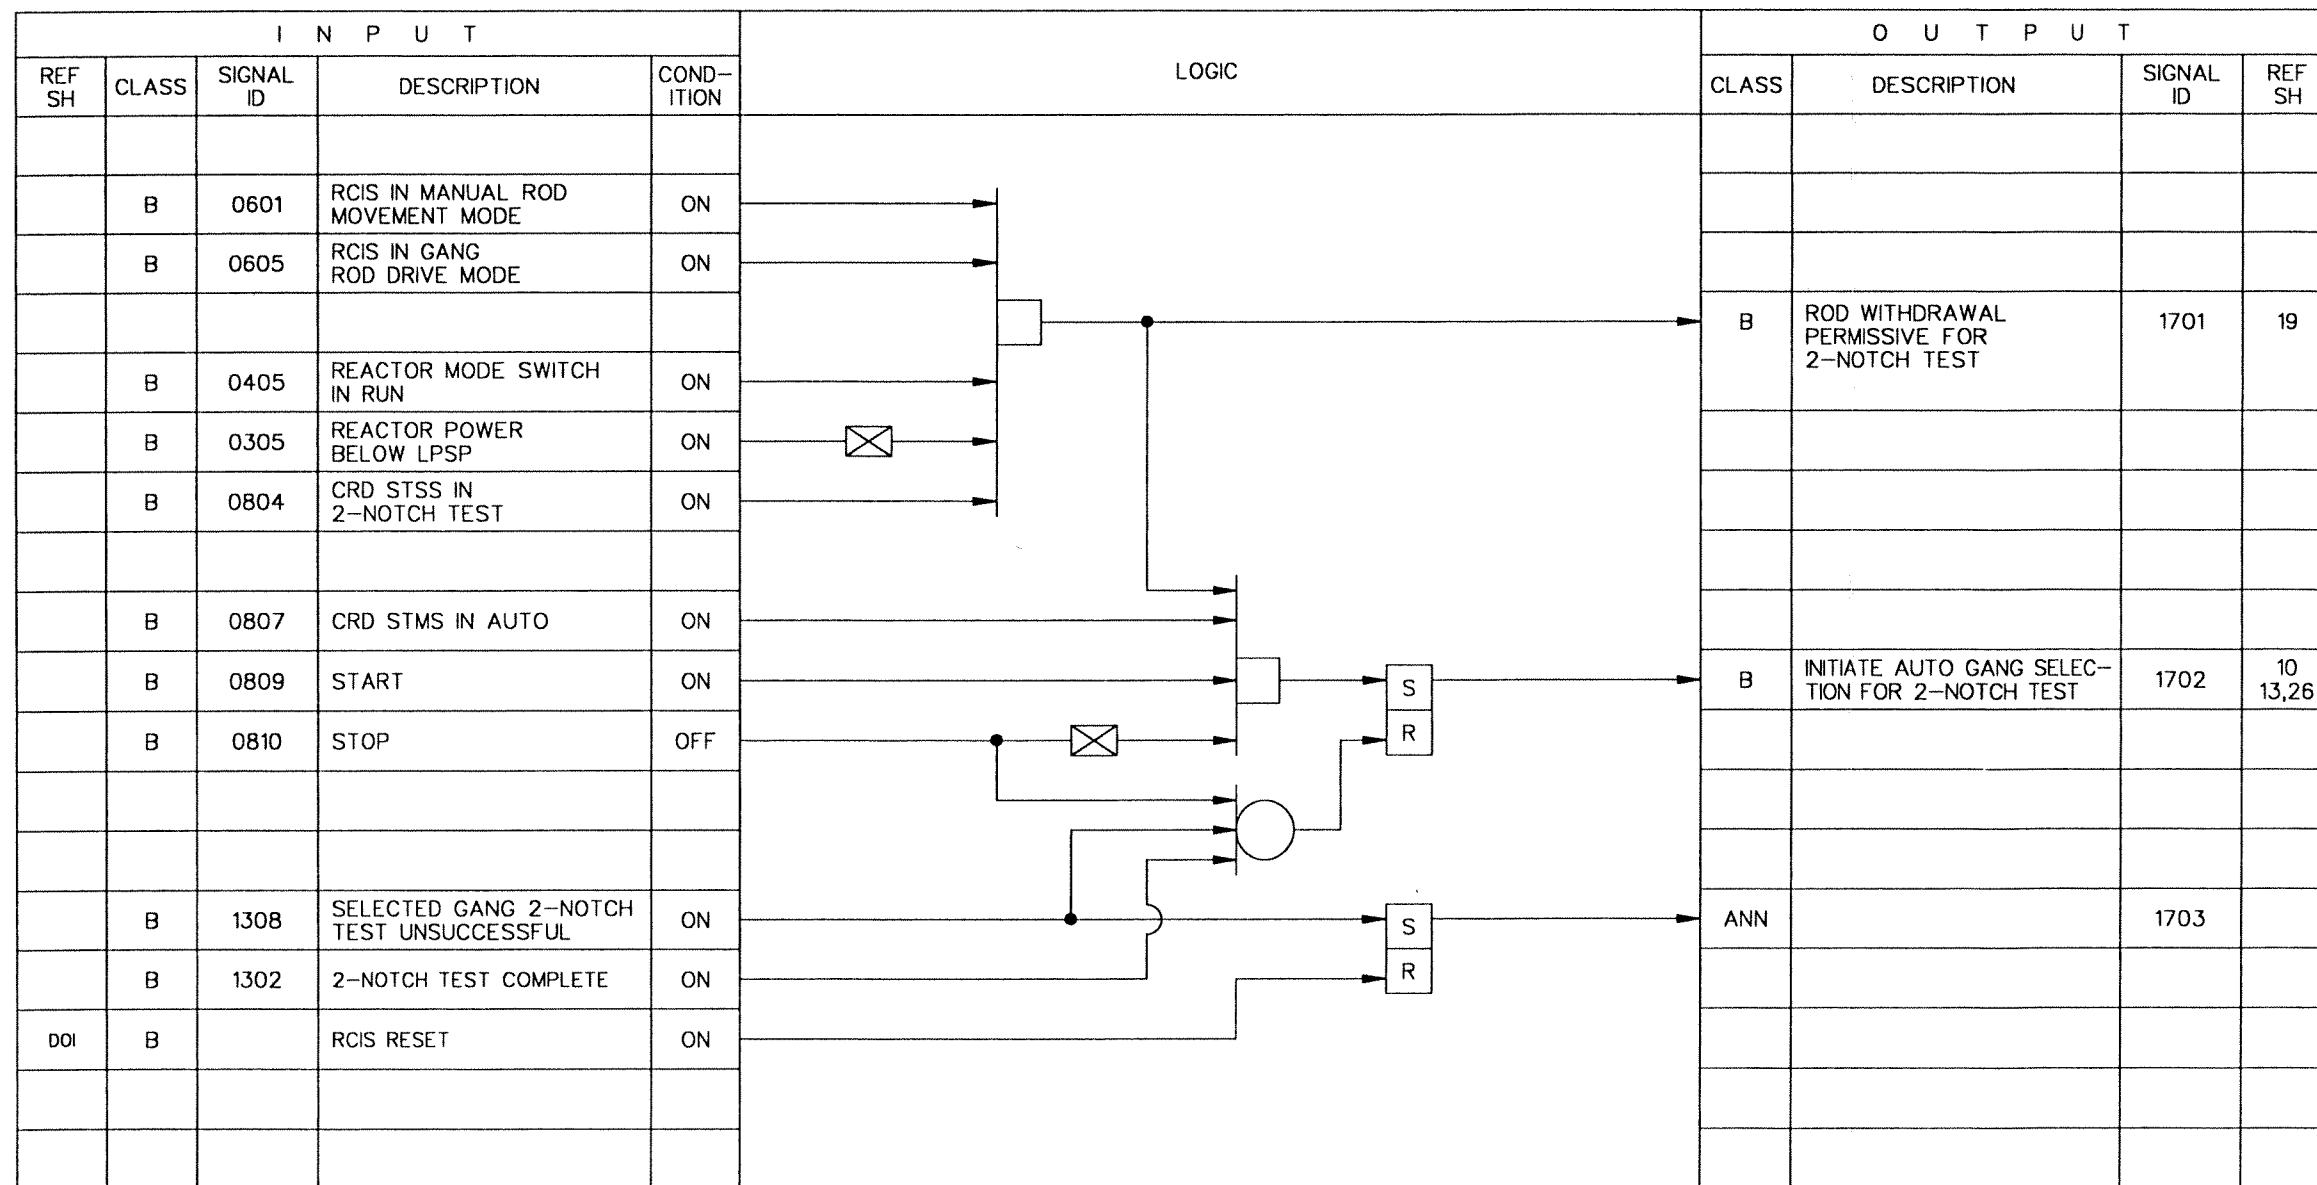 I N P U T
LOGIC
O U T P U T
REF SH
CLASS
SIGNAL ID
DESCRIPTION
COND- ITION
CLASS
DESCRIPTION
SIGNAL ID
REF SH
B
0601
RCIS IN MANUAL ROD
MOVEMENT MODE
ON
B
0605
RCIS IN GANG
ROD DRIVE MODE
ON
B
ROD WITHDRAWAL
PERMISSIVE FOR
2-NOTCH TEST
1701
19
B
0405
REACTOR MODE SWITCH
IN RUN
ON
B
0305
REACTOR POWER
BELOW LPSP
ON
B
0804
CRD STSS IN
2-NOTCH TEST
ON
B
0807
CRD STMS IN AUTO
ON
B
0809
START
ON
S
B
INITIATE AUTO GANG SELEC-
TION FOR 2-NOTCH TEST
1702
10
13,26
B
0810
STOP
OFF
R
B
1308
SELECTED GANG 2-NOTCH
TEST UNSUCCESSFUL
ON
S
ANN
1703
B
1302
2-NOTCH TEST COMPLETE
ON
R
DOI
B
RCIS RESET
ON